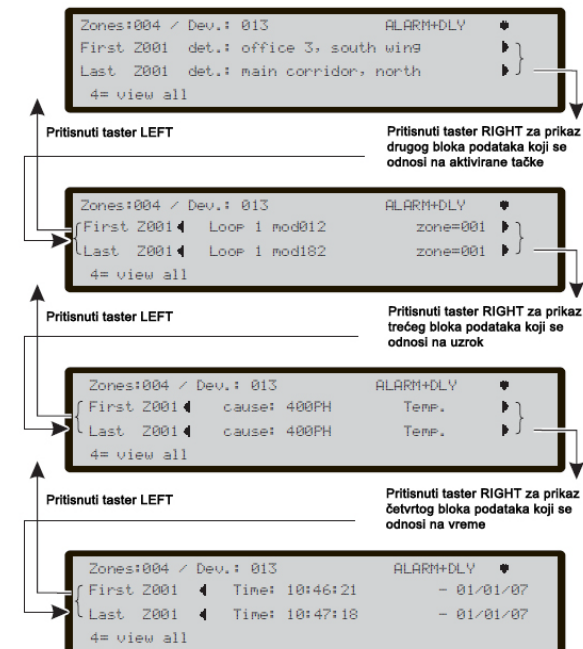 Zones:004 / Dev.: 013 ALARM+DLY
First Z001 det.: office 3, south wing
Last Z001 det.: main corridor, north
4= view all
Pritisnuti taster LEFT
Pritisnuti taster RIGHT za prikaz
drugog bloka podataka koji se
odnosi na aktivirane tačke
Zones:004 / Dev.: 013 ALARM+DLY
First Z001 Loop 1 mod012 zone=001
Last Z001 Loop 1 mod182 zone=001
4= view all
Pritisnuti taster LEFT
Pritisnuti taster RIGHT za prikaz
trećeg bloka podataka koji se
odnosi na uzrok
Zones:004 / Dev.: 013 ALARM+DLY
First Z001 cause: 400PH Temp.
Last Z001 cause: 400PH Temp.
4= view all
Pritisnuti taster LEFT
Pritisnuti taster RIGHT za prikaz
četvrtog bloka podataka koji se
odnosi na vreme
Zones:004 / Dev.: 013 ALARM+DLY
First Z001 Time: 10:46:21 - 01/01/07
Last Z001 Time: 10:47:18 - 01/01/07
4= view all